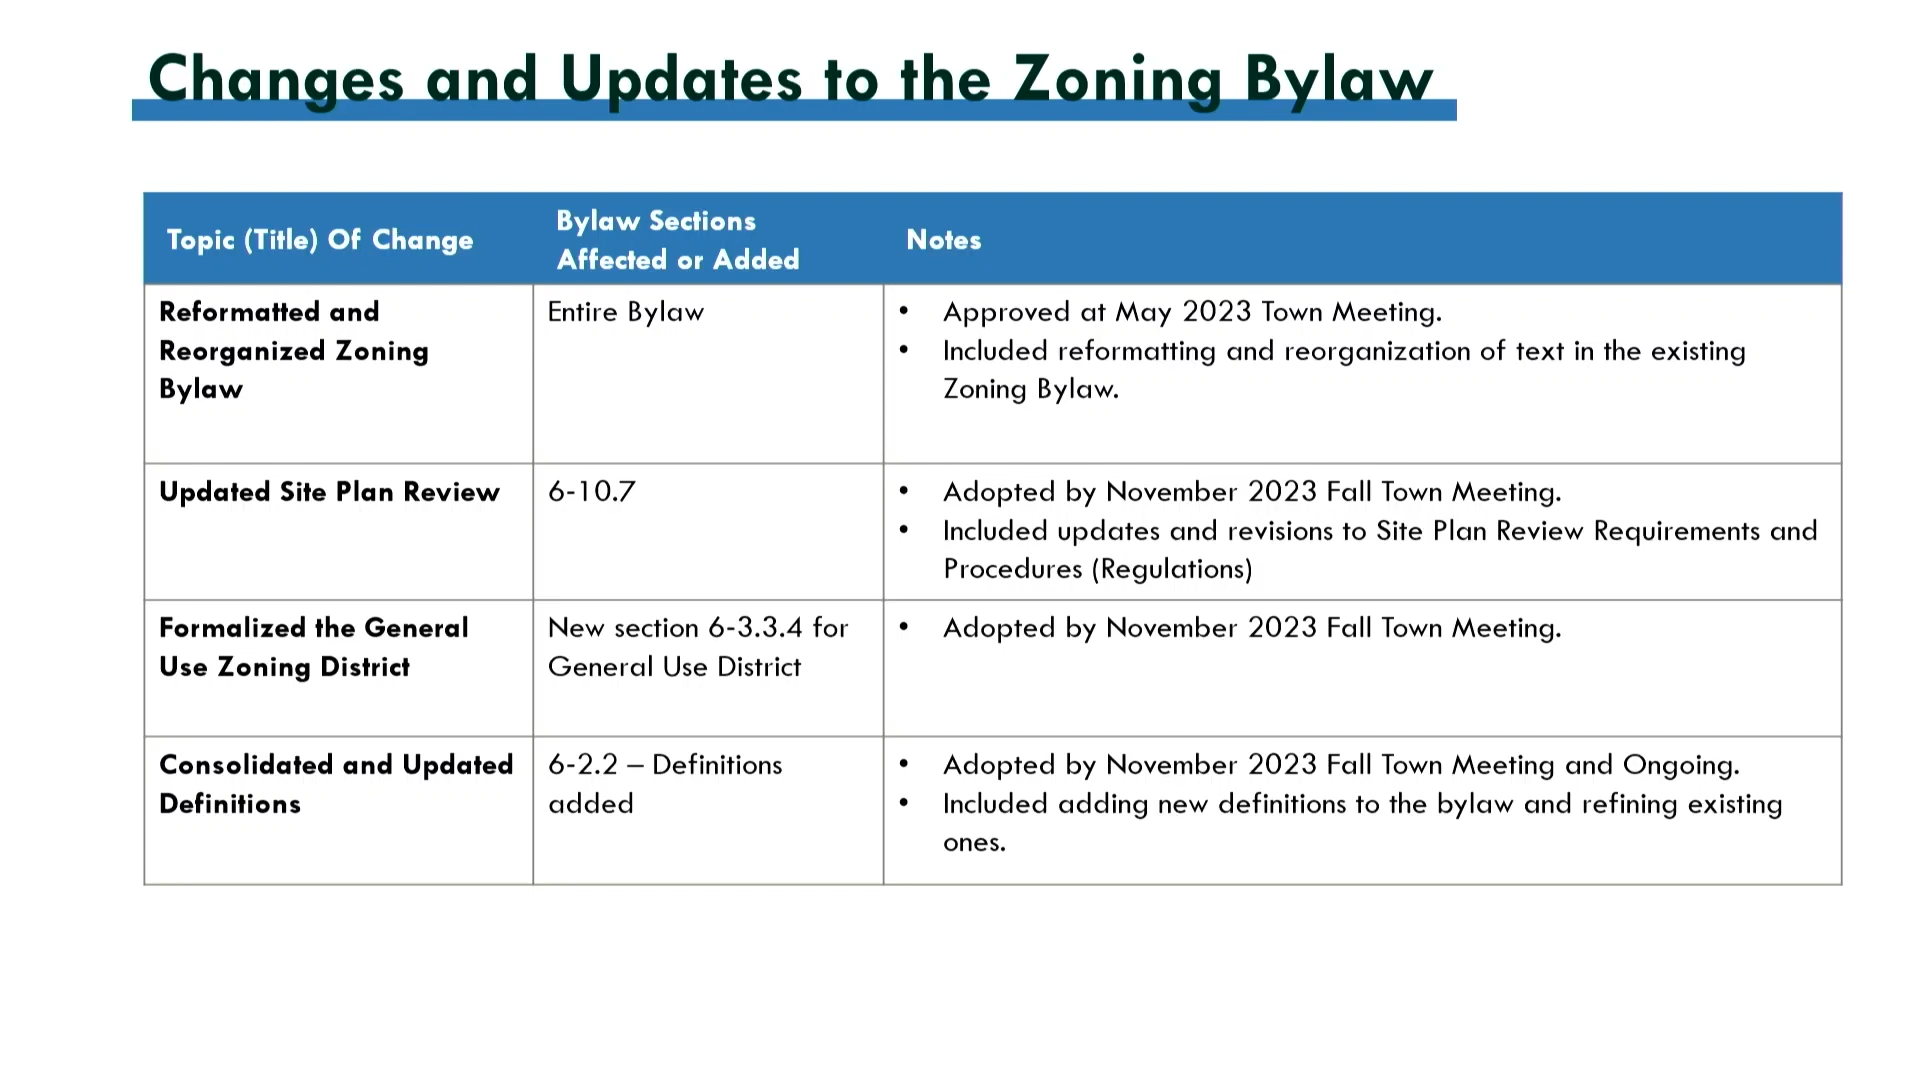 Changes and Updates to the Zoning Bylaw
Topic (Title) Of Change
Bylaw Sections
Affected or Added
Notes
Reformatted and
Reorganized Zoning
Bylaw
Entire Bylaw
• Approved at May 2023 Town Meeting.
• Included reformatting and reorganization of text in the existing
Zoning Bylaw.
Updated Site Plan Review
6-10.7
• Adopted by November 2023 Fall Town Meeting.
• Included updates and revisions to Site Plan Review Requirements and
Procedures (Regulations)
Formalized the General
Use Zoning District
New section 6-3.3.4 for
General Use District
• Adopted by November 2023 Fall Town Meeting.
Consolidated and Updated
Definitions
6-2.2 – Definitions
added
• Adopted by November 2023 Fall Town Meeting and Ongoing.
• Included adding new definitions to the bylaw and refining existing
ones.